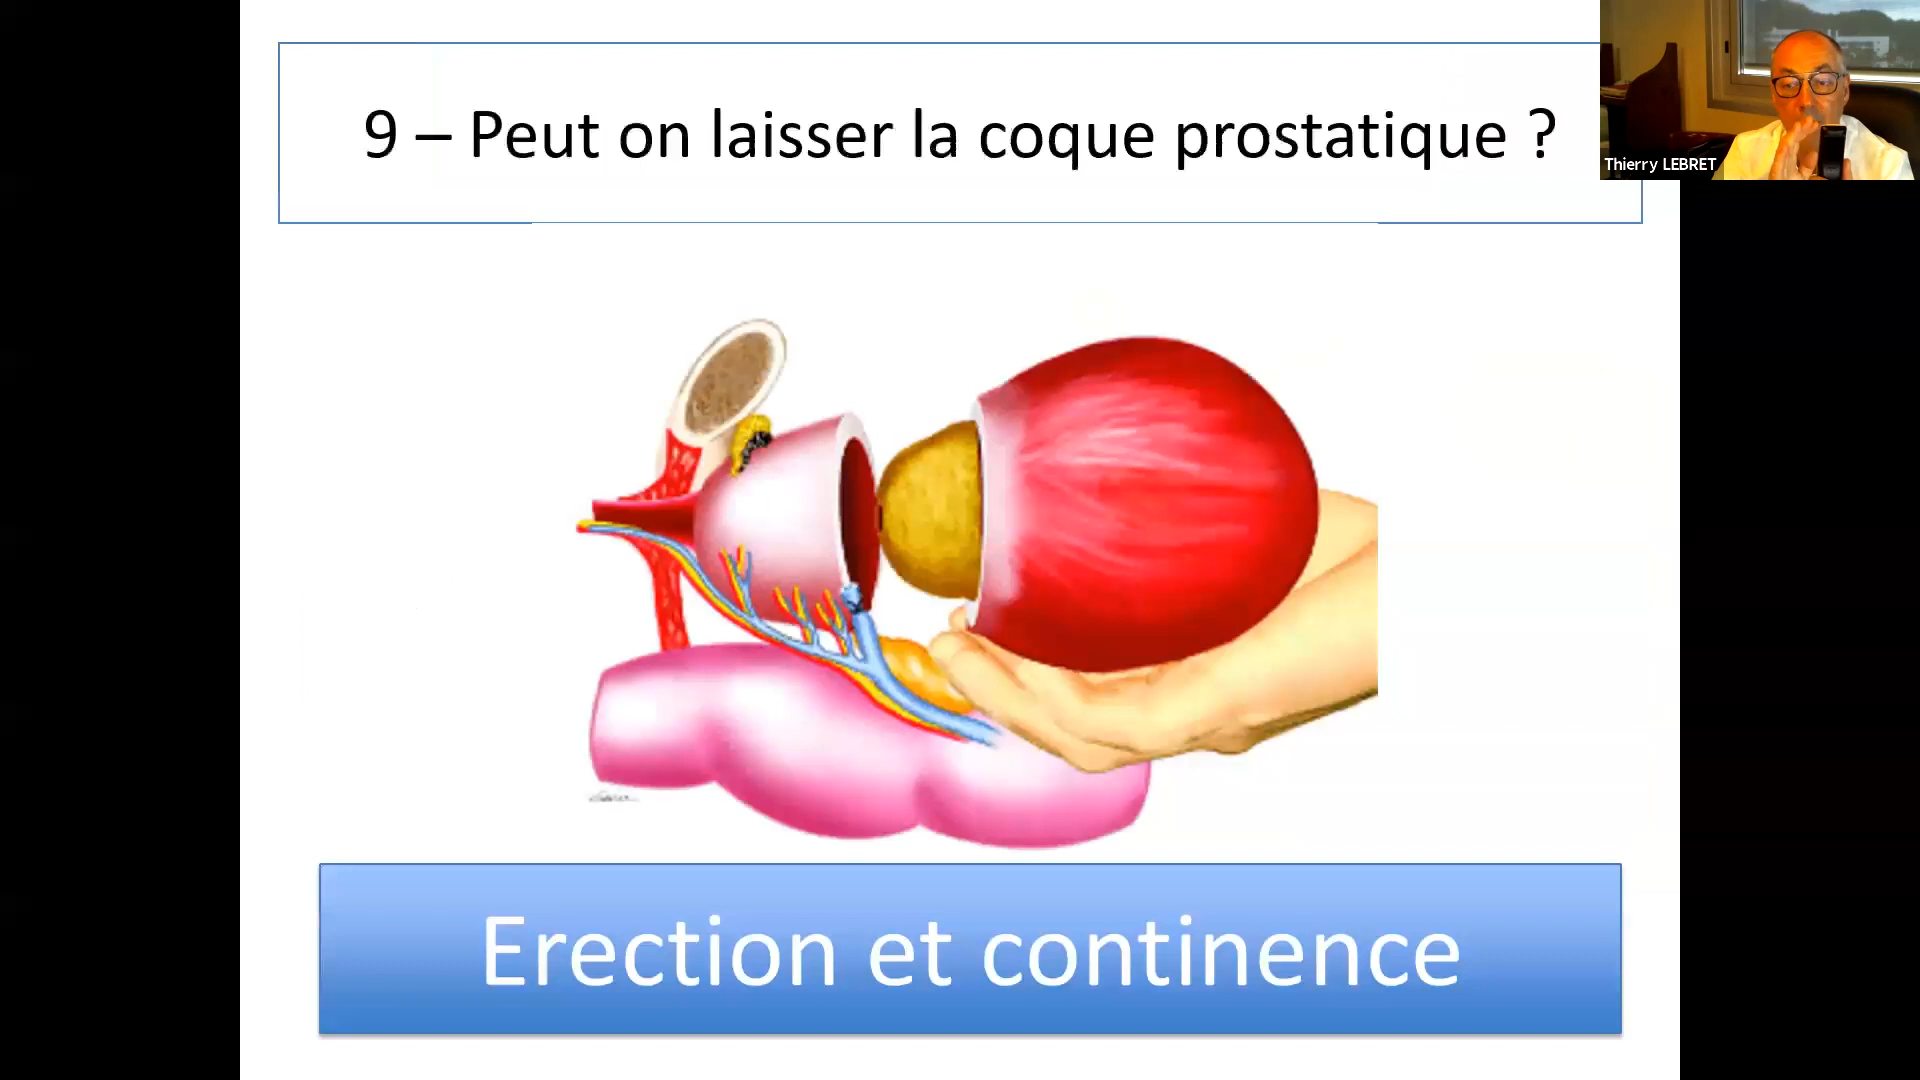 9 – Peut on laisser la coque prostatique ?
Thierry LEBRET
Erection et continence